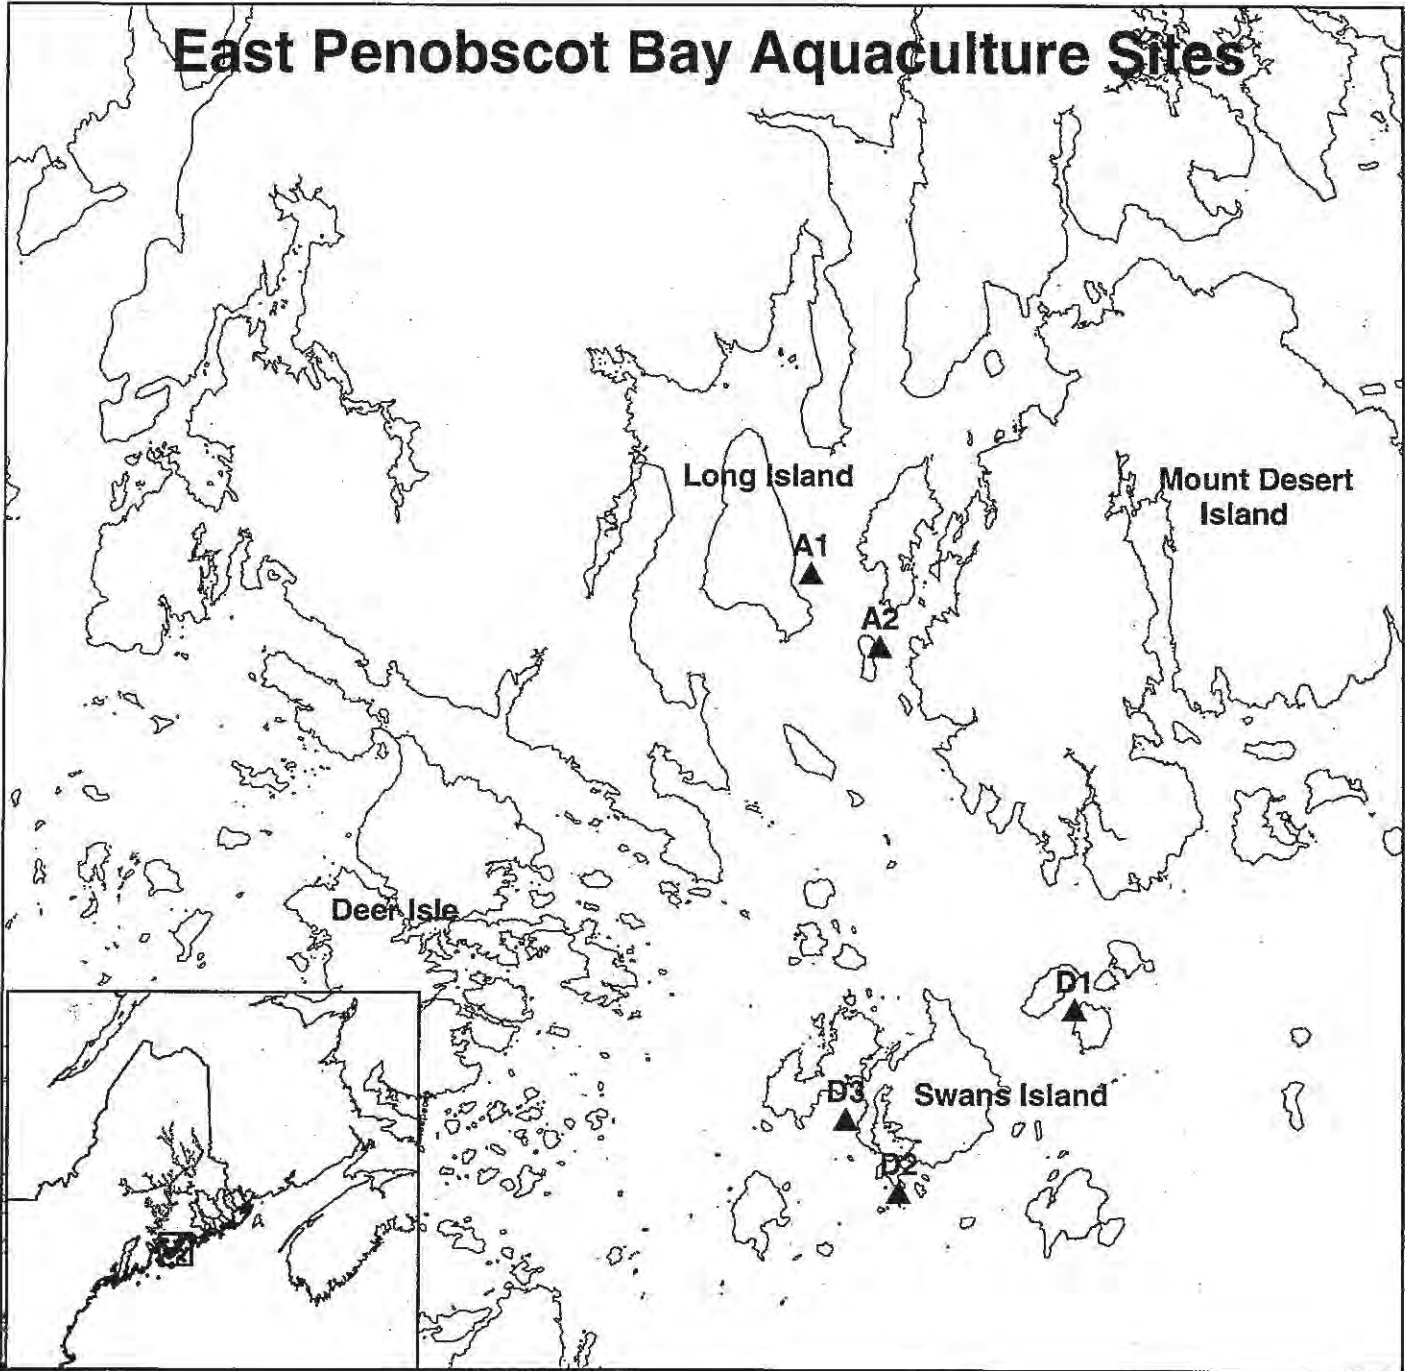 East Penobscot Bay Aquaculture Sites
Long Island
Mount Desert
Island
A1
A2
Deer Isle
D1
D3
Swans Island
D2